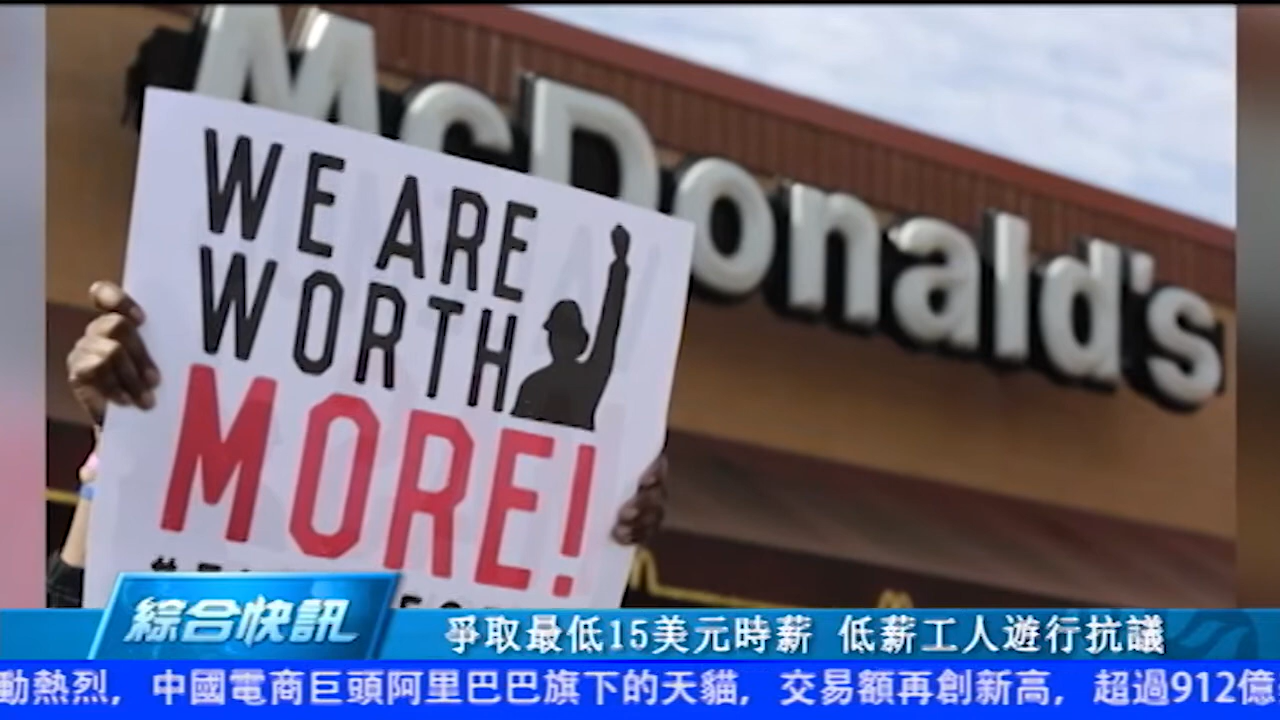 McDonald's
WE ARE
WORTH
MORE!
綜合快訊
爭取最低15美元時薪 低薪工人遊行抗議
動熱烈, 中國電商巨頭阿里巴巴旗下的天貓, 交易額再創新高, 超過912億